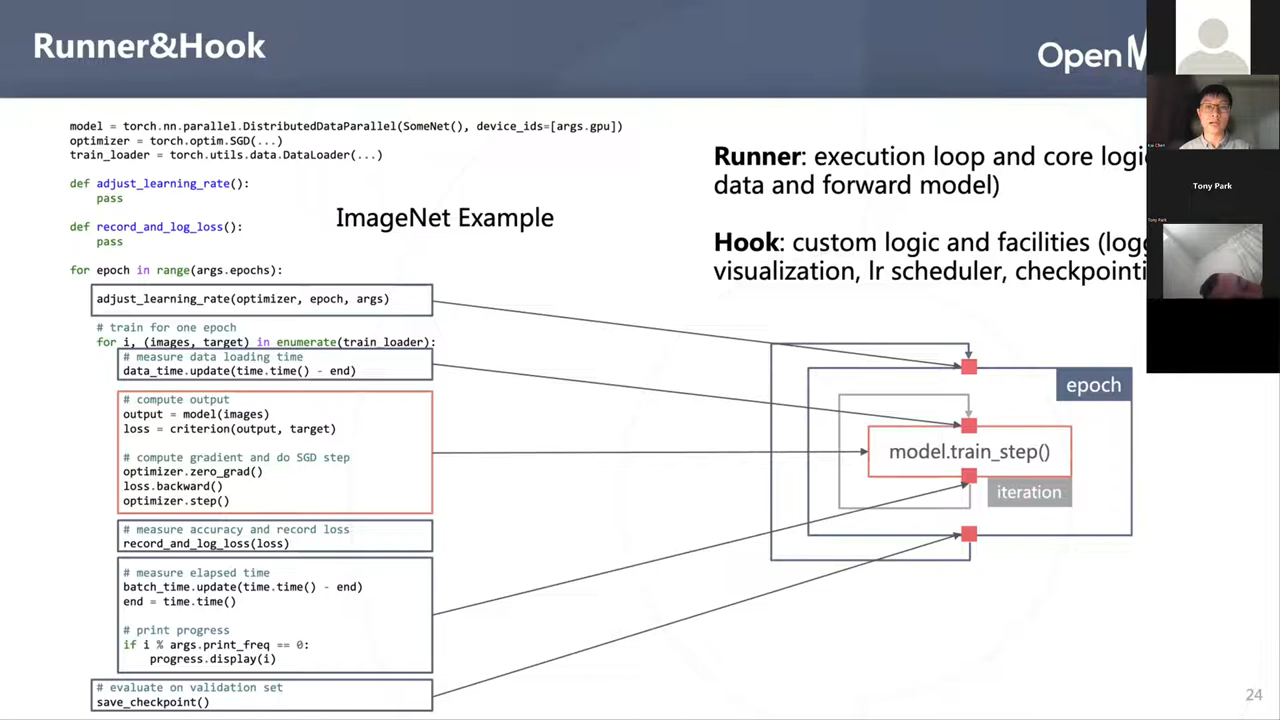 Runner&Hook
Open
model = torch.nn.parallel.DistributedDataParallel(SomeNet(), device_ids=[args.gpu])
optimizer = torch.optim.SGD(...)
train_loader = torch.utils.data.DataLoader(...)
def adjust_learning_rate():
    pass
def record_and_log_loss():
    pass
for epoch in range(args.epochs):
    adjust_learning_rate(optimizer, epoch, args)
    # train for one epoch
    for i, (images, target) in enumerate(train_loader):
        # measure data loading time
        data_time.update(time.time() - end)
        # compute output
        output = model(images)
        loss = criterion(output, target)
        # compute gradient and do SGD step
        optimizer.zero_grad()
        loss.backward()
        optimizer.step()
        # measure accuracy and record loss
        record_and_log_loss(loss)
        # measure elapsed time
        batch_time.update(time.time() - end)
        end = time.time()
        # print progress
        if i % args.print_freq == 0:
            progress.display(i)
    # evaluate on validation set
    save_checkpoint()
ImageNet Example
Runner: execution loop and core logic
data and forward model)
Hook: custom logic and facilities (logg
visualization, lr scheduler, checkpointi
epoch
model.train_step()
iteration
Kai Chen
Tony Park
Tony Park
24